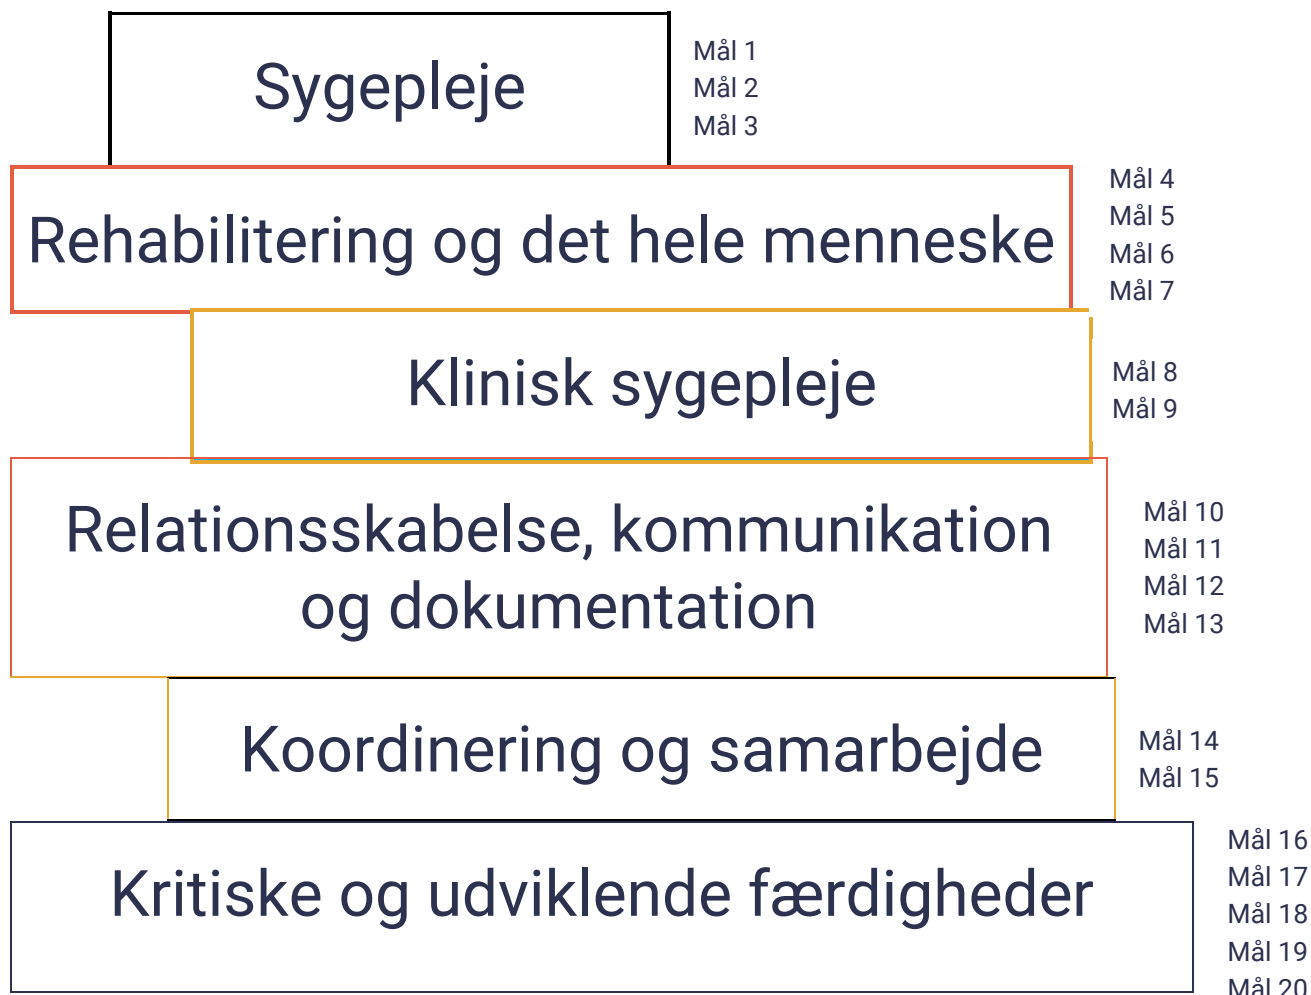 Sygepleje
Mål 1
Mål 2
Mål 3
Rehabilitering og det hele menneske
Mål 4
Mål 5
Mål 6
Mål 7
Klinisk sygepleje
Mål 8
Mål 9
Relationsskabelse, kommunikation
og dokumentation
Mål 10
Mål 11
Mål 12
Mål 13
Koordinering og samarbejde
Mål 14
Mål 15
Kritiske og udviklende færdigheder
Mål 16
Mål 17
Mål 18
Mål 19
Mål 20